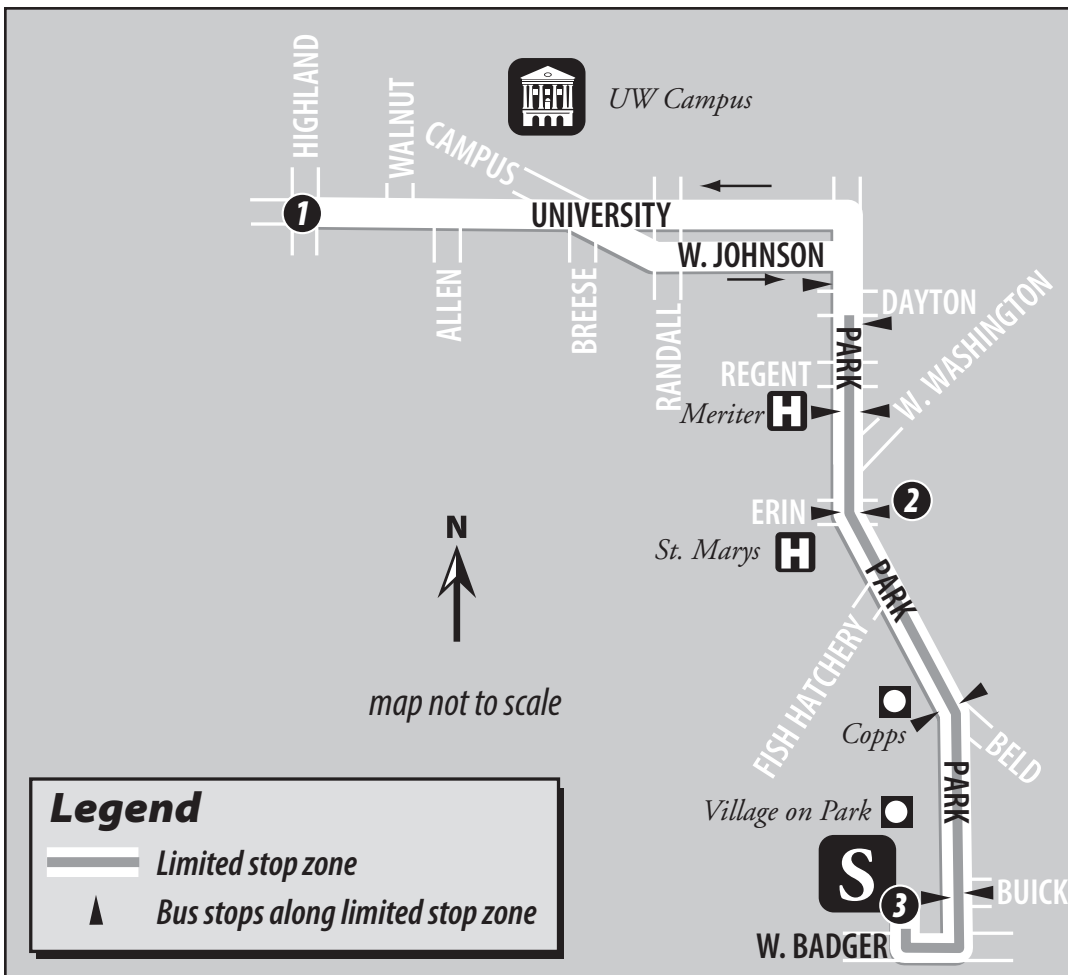 HIGHLAND
WALNUT
CAMPUS
UW Campus
1
UNIVERSITY
W. JOHNSON
ALLEN
BREESE
RANDALL
DAYTON
PARK
REGENT
W. WASHINGTON
Meriter H
2
ERIN
St. Marys H
N
PARK
FISH HATCHERY
map not to scale
Copps
BELD
PARK
Village on Park
S
3
BUICK
W. BADGER
Legend
Limited stop zone
Bus stops along limited stop zone